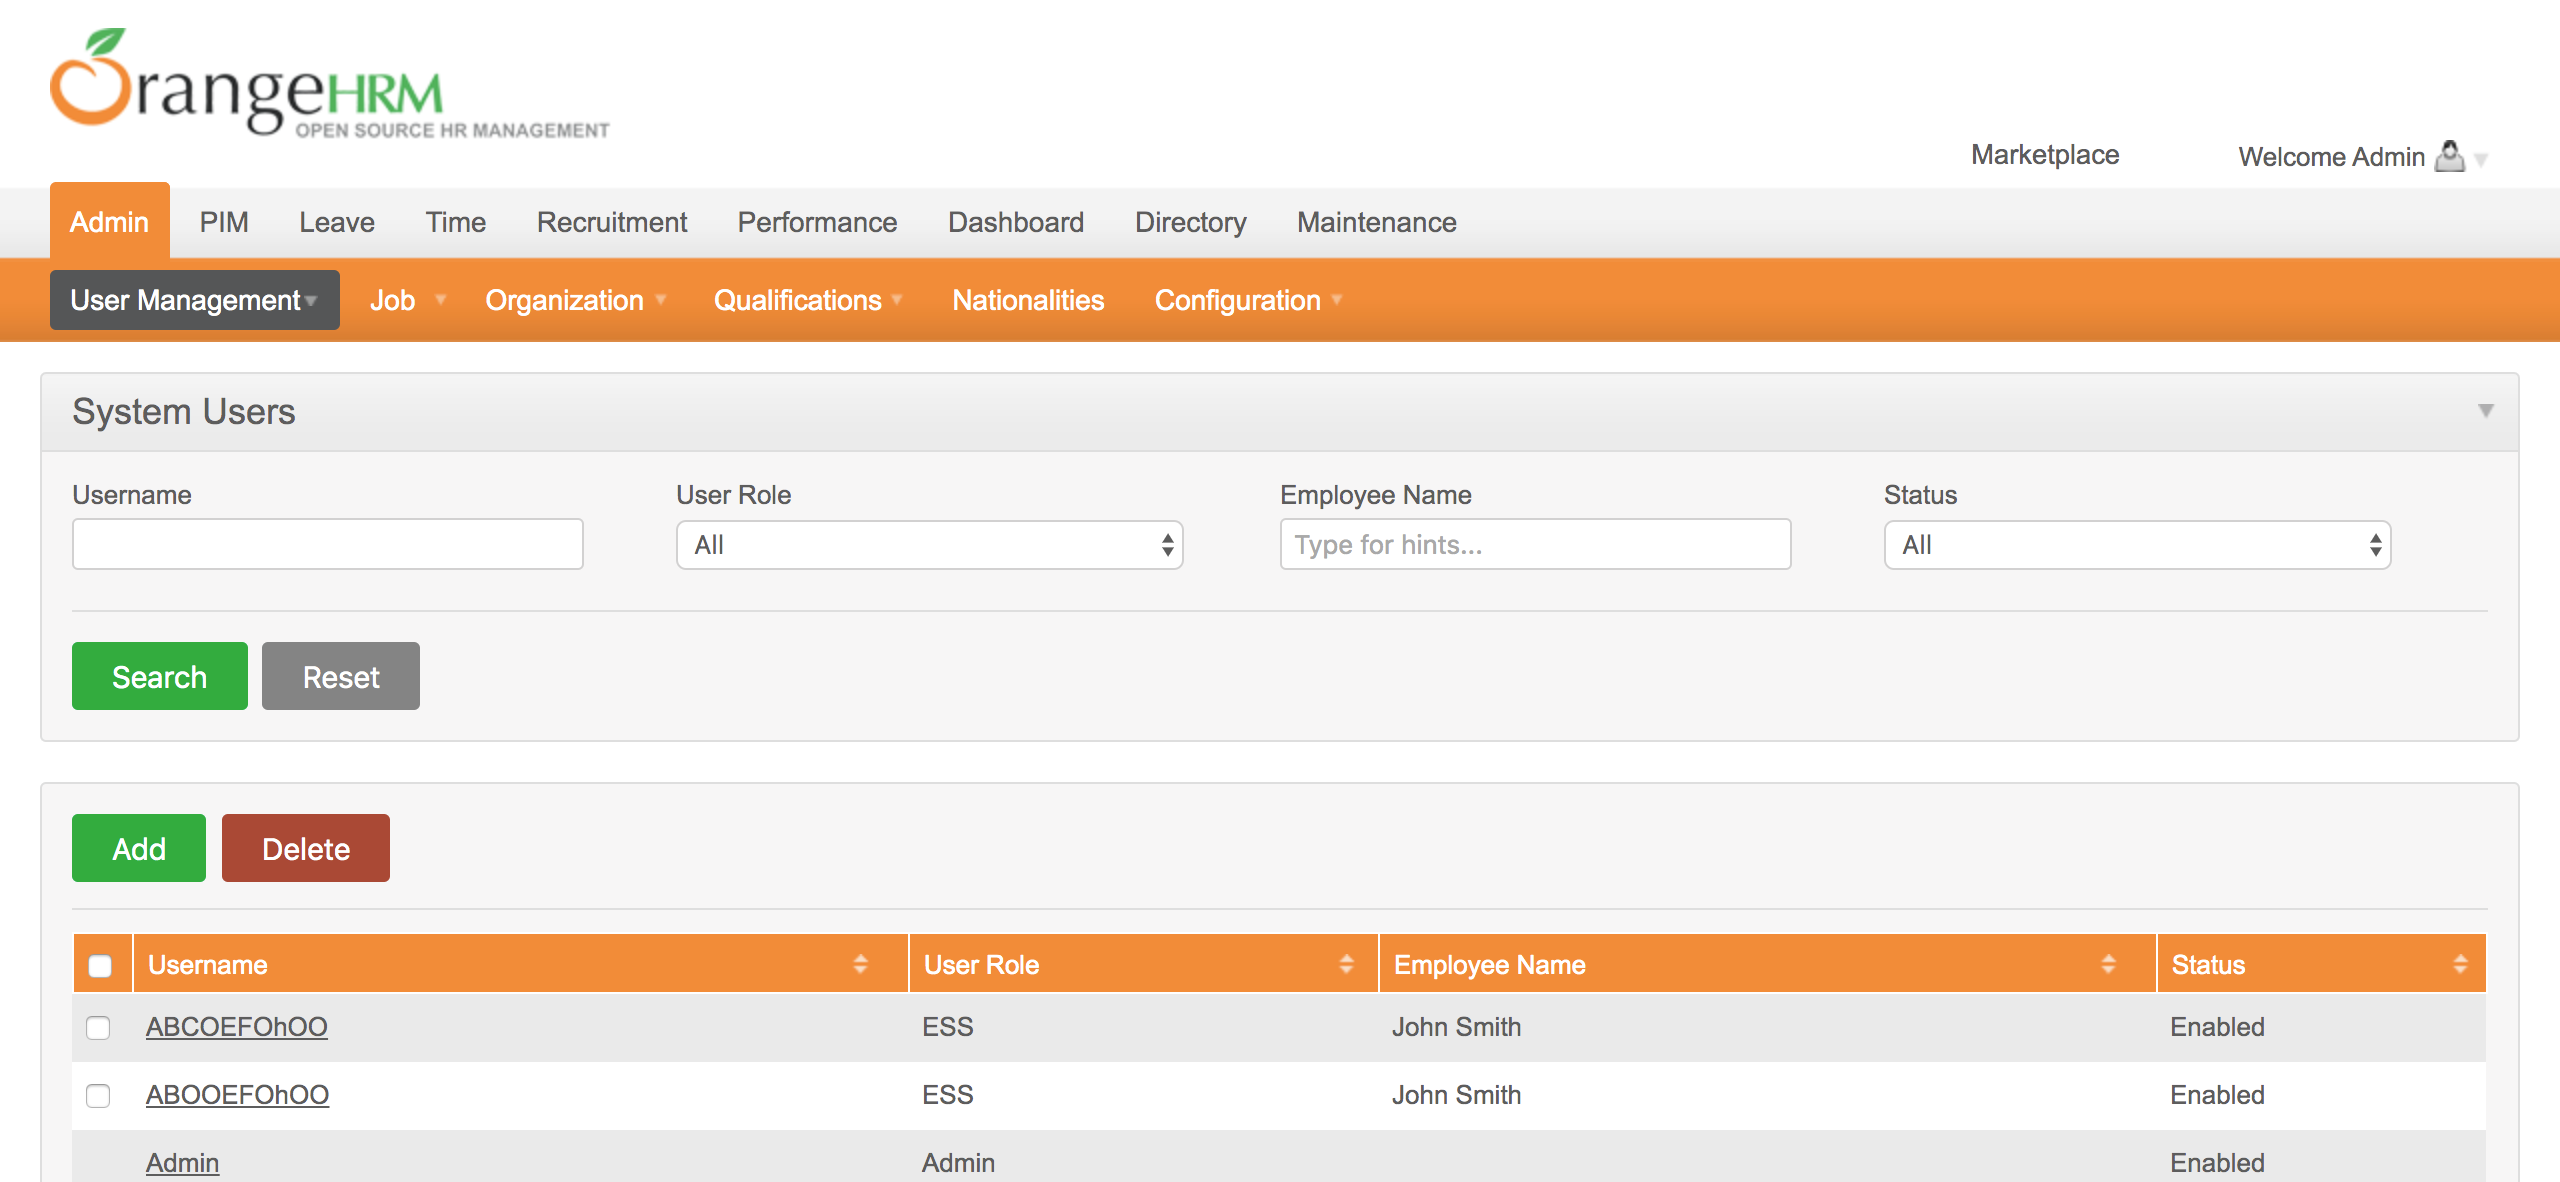 OrangeHRM
OPEN SOURCE HR MANAGEMENT
Marketplace Welcome Admin
Admin PIM Leave Time Recruitment Performance Dashboard Directory Maintenance
User Management Job Organization Qualifications Nationalities Configuration
System Users
Username User Role Employee Name Status
All Type for hints... All
Search Reset
Add Delete
Username User Role Employee Name Status
ABCOEFOhOO ESS John Smith Enabled
ABOOEFOhOO ESS John Smith Enabled
Admin Admin Enabled